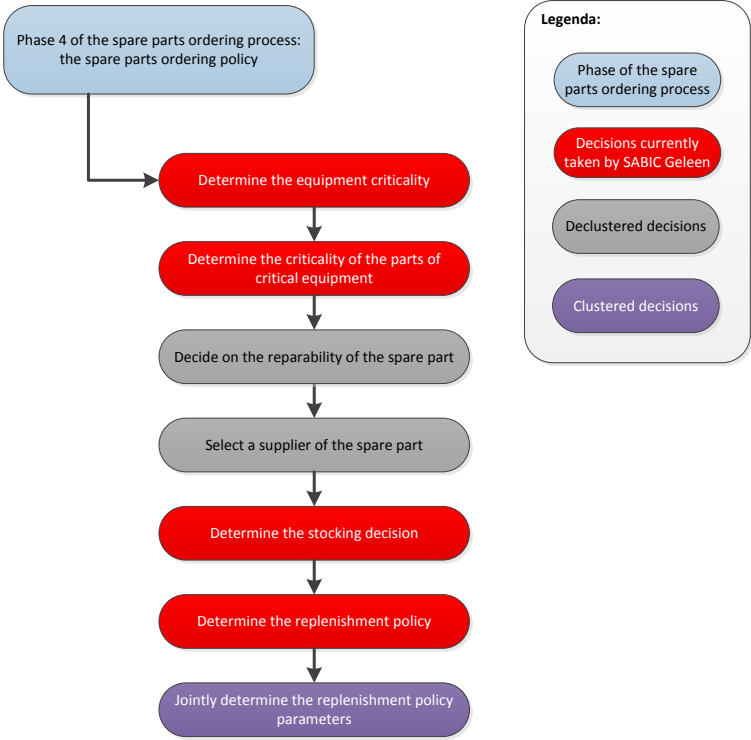 Phase 4 of the spare parts ordering process:
the spare parts ordering policy
Determine the equipment criticality
Determine the criticality of the parts of
critical equipment
Decide on the reparability of the spare part
Select a supplier of the spare part
Determine the stocking decision
Determine the replenishment policy
Jointly determine the replenishment policy
parameters
Legenda:
Phase of the spare
parts ordering process
Decisions currently
taken by SABIC Geleen
Declustered decisions
Clustered decisions